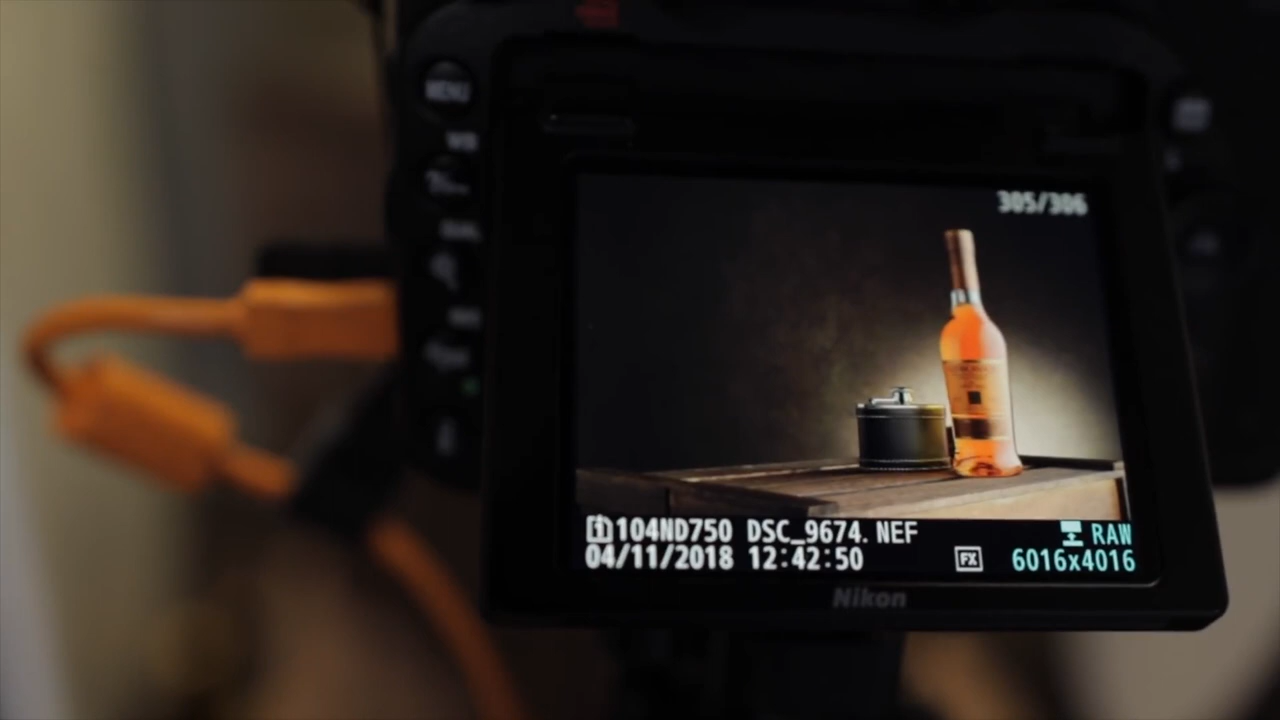 MENU
305/306
104ND750 DSC_9674.NEF
RAW
04/11/2018 12:42:50
FX
6016x4016
Nikon